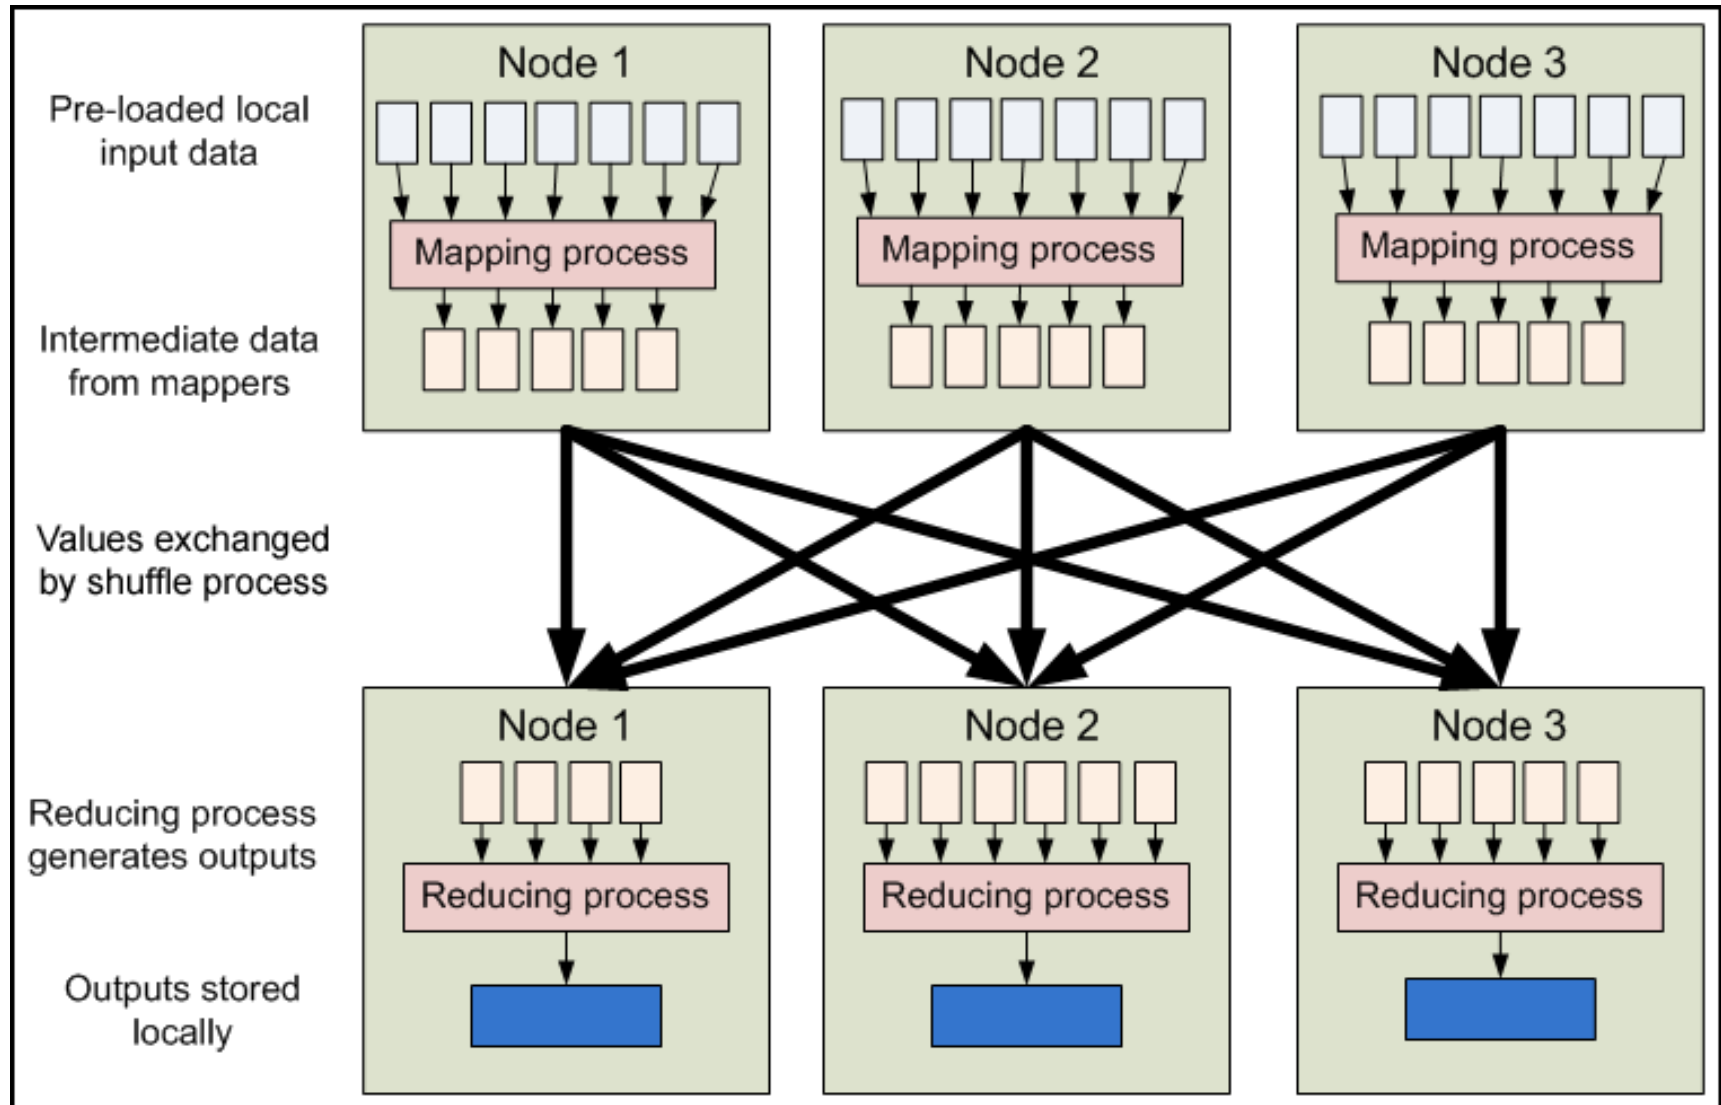 Node 1
Node 2
Node 3
Pre-loaded local
input data
Mapping process
Mapping process
Mapping process
Intermediate data
from mappers
Values exchanged
by shuffle process
Node 1
Node 2
Node 3
Reducing process
generates outputs
Reducing process
Reducing process
Reducing process
Outputs stored
locally